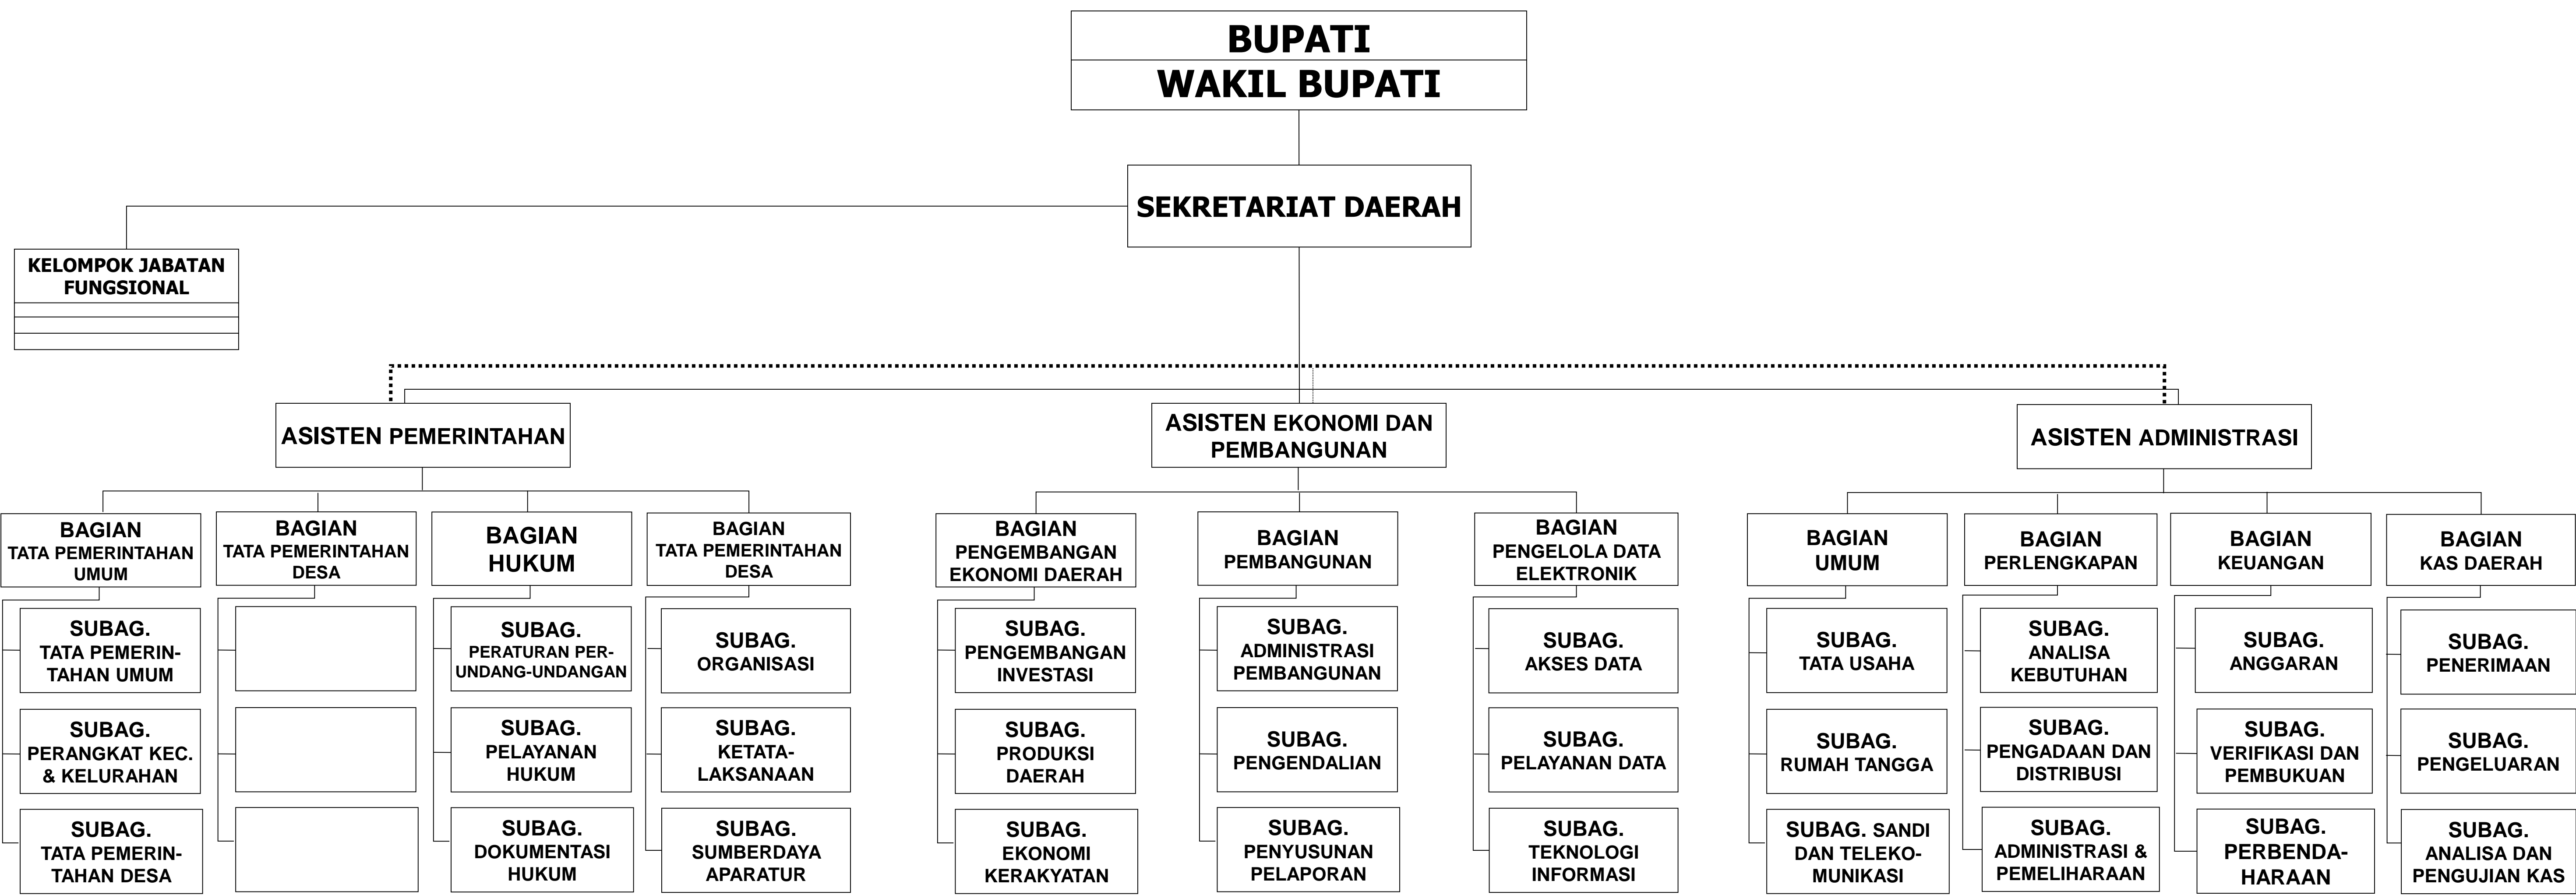 BUPATI
WAKIL BUPATI
SEKRETARIAT DAERAH
KELOMPOK JABATAN
FUNGSIONAL
ASISTEN PEMERINTAHAN
ASISTEN EKONOMI DAN
PEMBANGUNAN
ASISTEN ADMINISTRASI
BAGIAN
TATA PEMERINTAHAN
UMUM
BAGIAN
TATA PEMERINTAHAN
DESA
BAGIAN
HUKUM
BAGIAN
TATA PEMERINTAHAN
DESA
BAGIAN
PENGEMBANGAN
EKONOMI DAERAH
BAGIAN
PEMBANGUNAN
BAGIAN
PENGELOLA DATA
ELEKTRONIK
BAGIAN
UMUM
BAGIAN
PERLENGKAPAN
BAGIAN
KEUANGAN
BAGIAN
KAS DAERAH
SUBAG.
TATA PEMERIN-
TAHAN UMUM
SUBAG.
PERATURAN PER-
UNDANG-UNDANGAN
SUBAG.
ORGANISASI
SUBAG.
PENGEMBANGAN
INVESTASI
SUBAG.
ADMINISTRASI
PEMBANGUNAN
SUBAG.
AKSES DATA
SUBAG.
TATA USAHA
SUBAG.
ANALISA
KEBUTUHAN
SUBAG.
ANGGARAN
SUBAG.
PENERIMAAN
SUBAG.
PERANGKAT KEC.
& KELURAHAN
SUBAG.
PELAYANAN
HUKUM
SUBAG.
KETATA-
LAKSANAAN
SUBAG.
PRODUKSI
DAERAH
SUBAG.
PENGENDALIAN
SUBAG.
PELAYANAN DATA
SUBAG.
RUMAH TANGGA
SUBAG.
PENGADAAN DAN
DISTRIBUSI
SUBAG.
VERIFIKASI DAN
PEMBUKUAN
SUBAG.
PENGELUARAN
SUBAG.
TATA PEMERIN-
TAHAN DESA
SUBAG.
DOKUMENTASI
HUKUM
SUBAG.
SUMBERDAYA
APARATUR
SUBAG.
EKONOMI
KERAKYATAN
SUBAG.
PENYUSUNAN
PELAPORAN
SUBAG.
TEKNOLOGI
INFORMASI
SUBAG. SANDI
DAN TELEKO-
MUNIKASI
SUBAG.
ADMINISTRASI &
PEMELIHARAAN
SUBAG.
PERBENDA-
HARAAN
SUBAG.
ANALISA DAN
PENGUJIAN KAS